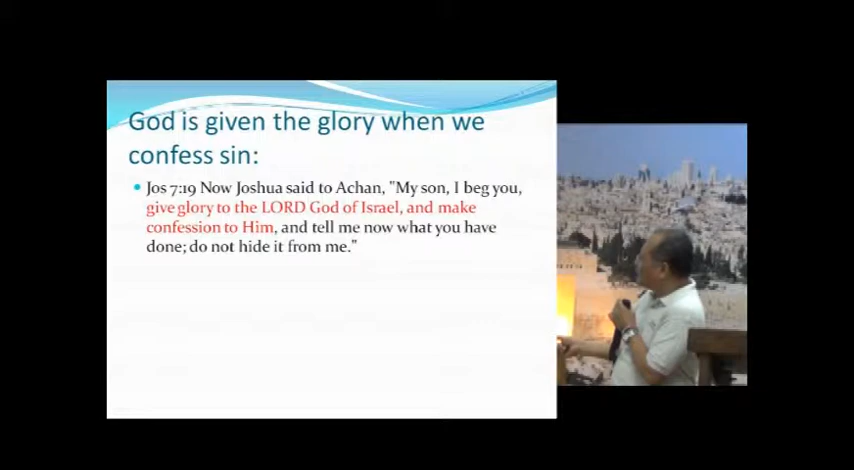 God is given the glory when we
confess sin:
• Jos 7:19 Now Joshua said to Achan, "My son, I beg you,
give glory to the LORD God of Israel, and make
confession to Him, and tell me now what you have
done; do not hide it from me."